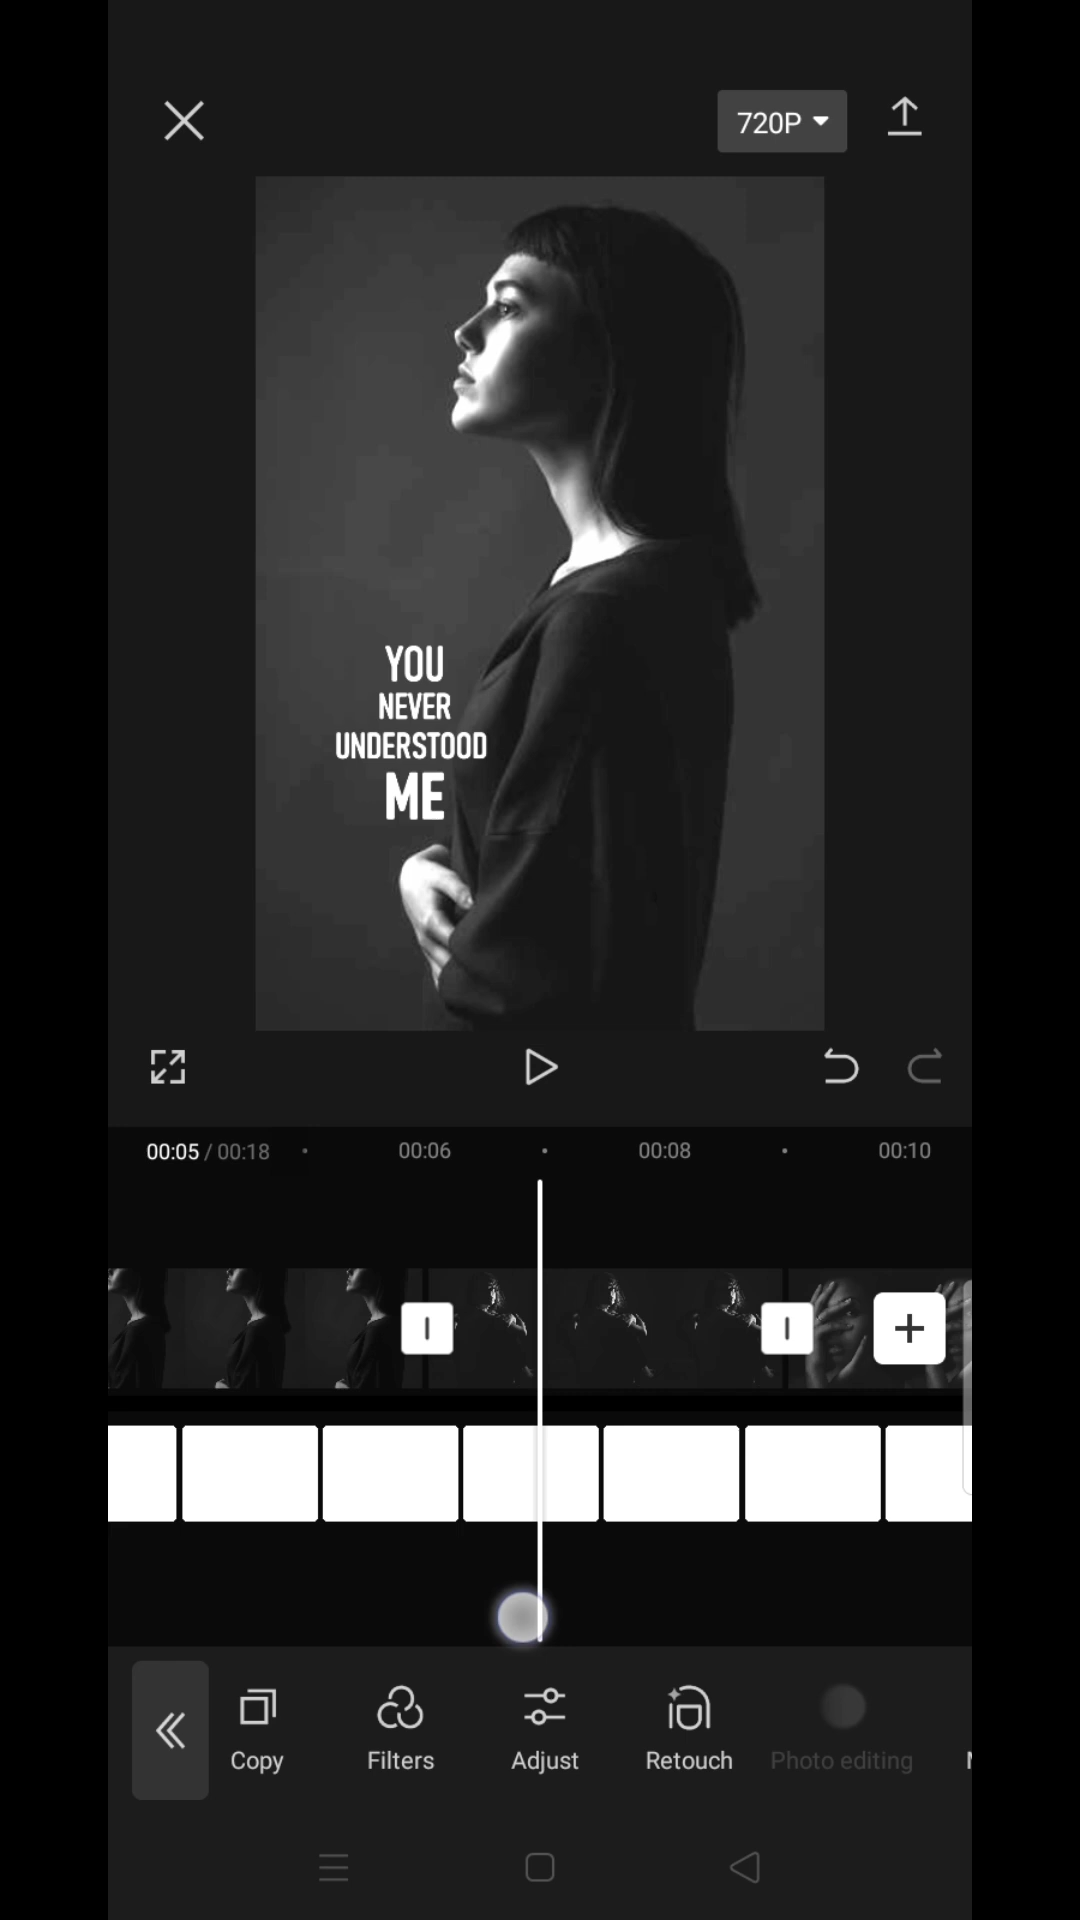 720P
YOU
NEVER
UNDERSTOOD
ME
00:05 / 00:18
00:06
00:08
00:10
Copy
Filters
Adjust
Retouch
Photo editing